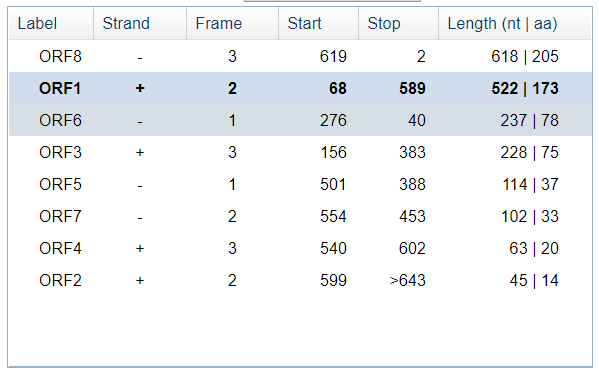 Label Strand Frame Start Stop Length (nt | aa)
ORF8 - 3 619 2 618 | 205
ORF1 + 2 68 589 522 | 173
ORF6 - 1 276 40 237 | 78
ORF3 + 3 156 383 228 | 75
ORF5 - 1 501 388 114 | 37
ORF7 - 2 554 453 102 | 33
ORF4 + 3 540 602 63 | 20
ORF2 + 2 599 >643 45 | 14